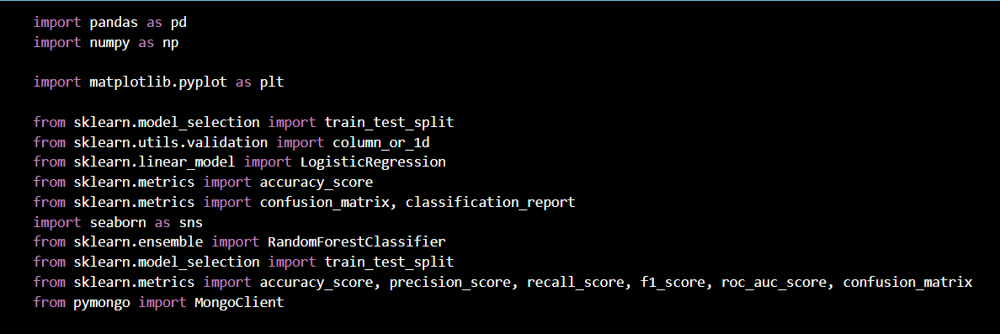 import pandas as pd
import numpy as np
import matplotlib.pyplot as plt
from sklearn.model_selection import train_test_split
from sklearn.utils.validation import column_or_1d
from sklearn.linear_model import LogisticRegression
from sklearn.metrics import accuracy_score
from sklearn.metrics import confusion_matrix, classification_report
import seaborn as sns
from sklearn.ensemble import RandomForestClassifier
from sklearn.model_selection import train_test_split
from sklearn.metrics import accuracy_score, precision_score, recall_score, f1_score, roc_auc_score, confusion_matrix
from pymongo import MongoClient